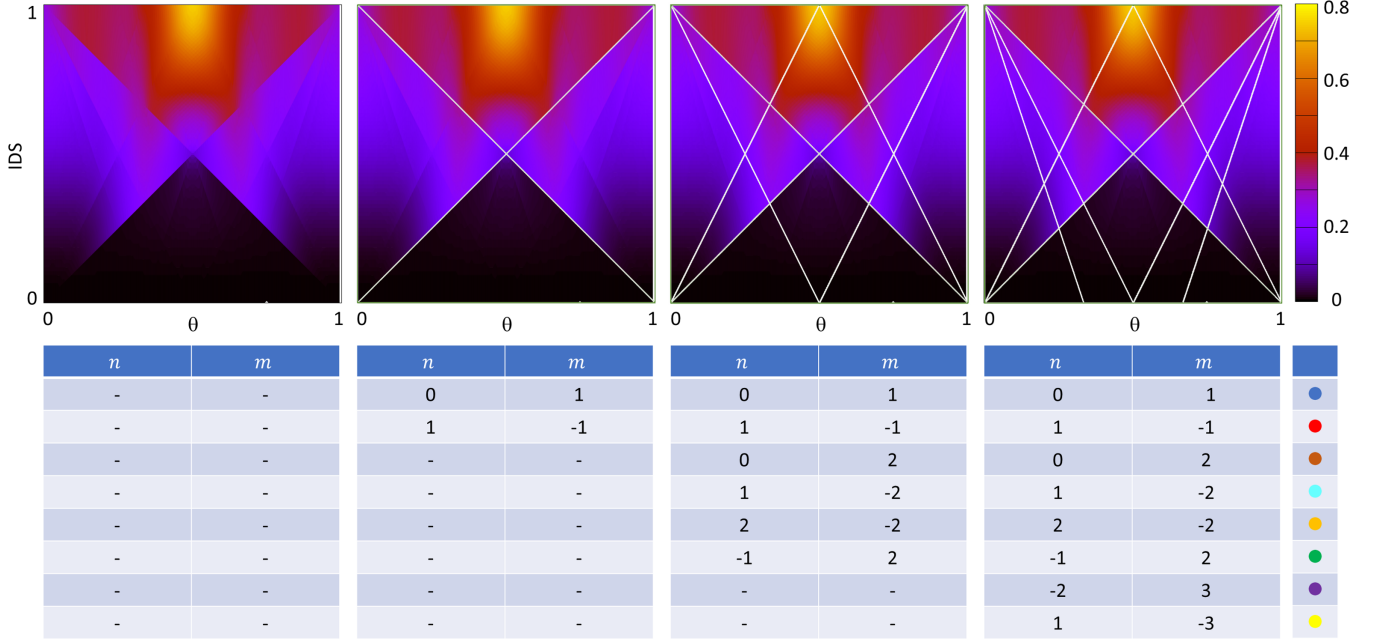 1
IDS
0
0 θ 1
0 θ 1
0 θ 1
0 θ 1
0.8
0.6
0.4
0.2
0
n m n m n m n m
- - 0 1 0 1 0 1
- - 1 -1 1 -1 1 -1
- - - - 0 2 0 2
- - - - 1 -2 1 -2
- - - - 2 -2 2 -2
- - - - -1 2 -1 2
- - - - - - -2 3
- - - - - - 1 -3